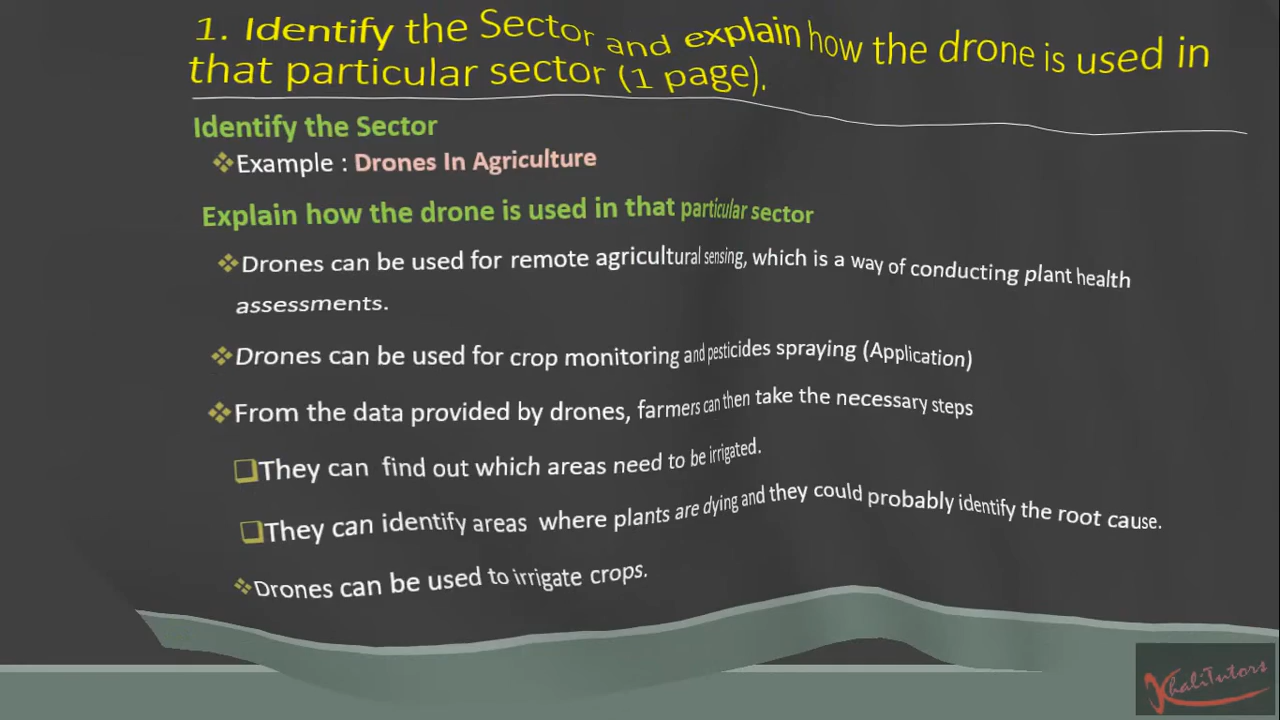 1. Identify the Sector and explain how the drone is used in
that particular sector (1 page).
Identify the Sector
Example : Drones In Agriculture
Explain how the drone is used in that particular sector
Drones can be used for remote agricultural sensing, which is a way of conducting plant health
assessments.
Drones can be used for crop monitoring and pesticides spraying (Application)
From the data provided by drones, farmers can then take the necessary steps
They can find out which areas need to be irrigated.
They can identify areas where plants are dying and they could probably identify the root cause.
Drones can be used to irrigate crops.
KhaliTutors